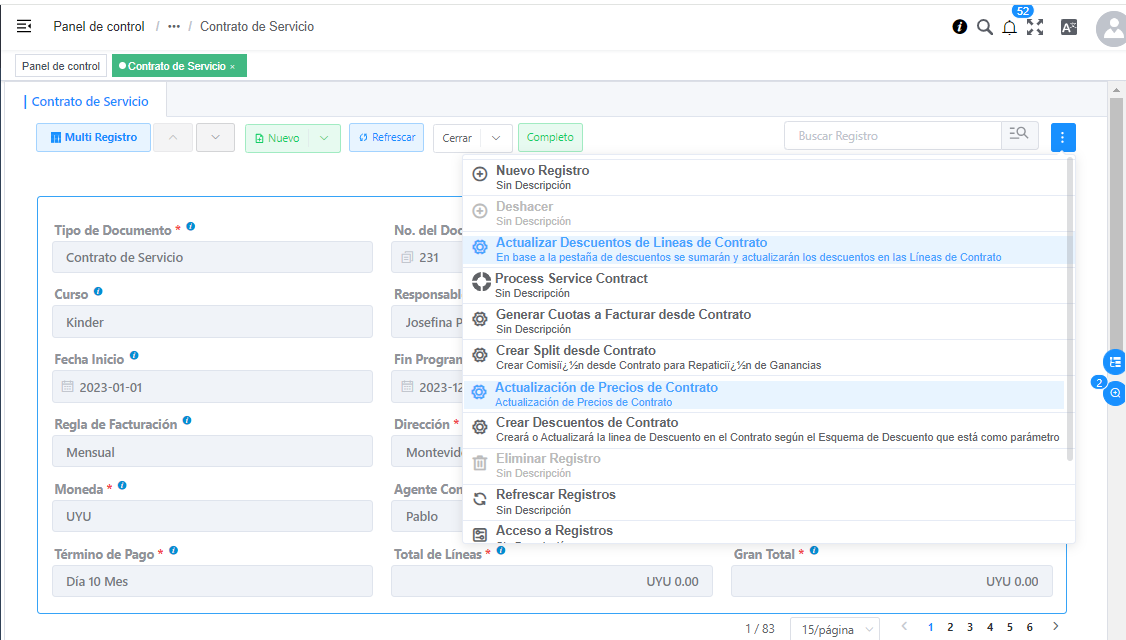 52
Panel de control / ··· / Contrato de Servicio
Panel de control
Contrato de Servicio ×
Contrato de Servicio
Multi Registro
Nuevo
Refrescar
Cerrar
Completo
Buscar Registro
Tipo de Documento *
Contrato de Servicio
No. del Doc
231
Curso
Kinder
Responsabl
Josefina P
Fecha Inicio
2023-01-01
Fin Program
2023-12
Regla de Facturación
Mensual
Dirección *
Montevid
Moneda *
UYU
Agente Con
Pablo
Término de Pago *
Día 10 Mes
Total de Líneas *
UYU 0.00
Gran Total *
UYU 0.00
Nuevo Registro
Sin Descripción
Deshacer
Sin Descripción
Actualizar Descuentos de Lineas de Contrato
En base a la pestaña de descuentos se sumarán y actualizarán los descuentos en las Líneas de Contrato
Process Service Contract
Sin Descripción
Generar Cuotas a Facturar desde Contrato
Sin Descripción
Crear Split desde Contrato
Crear Comisiï¿½n desde Contrato para Repaticiï¿½n de Ganancias
Actualización de Precios de Contrato
Actualización de Precios de Contrato
Crear Descuentos de Contrato
Creará o Actualizará la linea de Descuento en el Contrato según el Esquema de Descuento que está como parámetro
Eliminar Registro
Sin Descripción
Refrescar Registros
Sin Descripción
Acceso a Registros
2
1 / 83
15/página
1 2 3 4 5 6